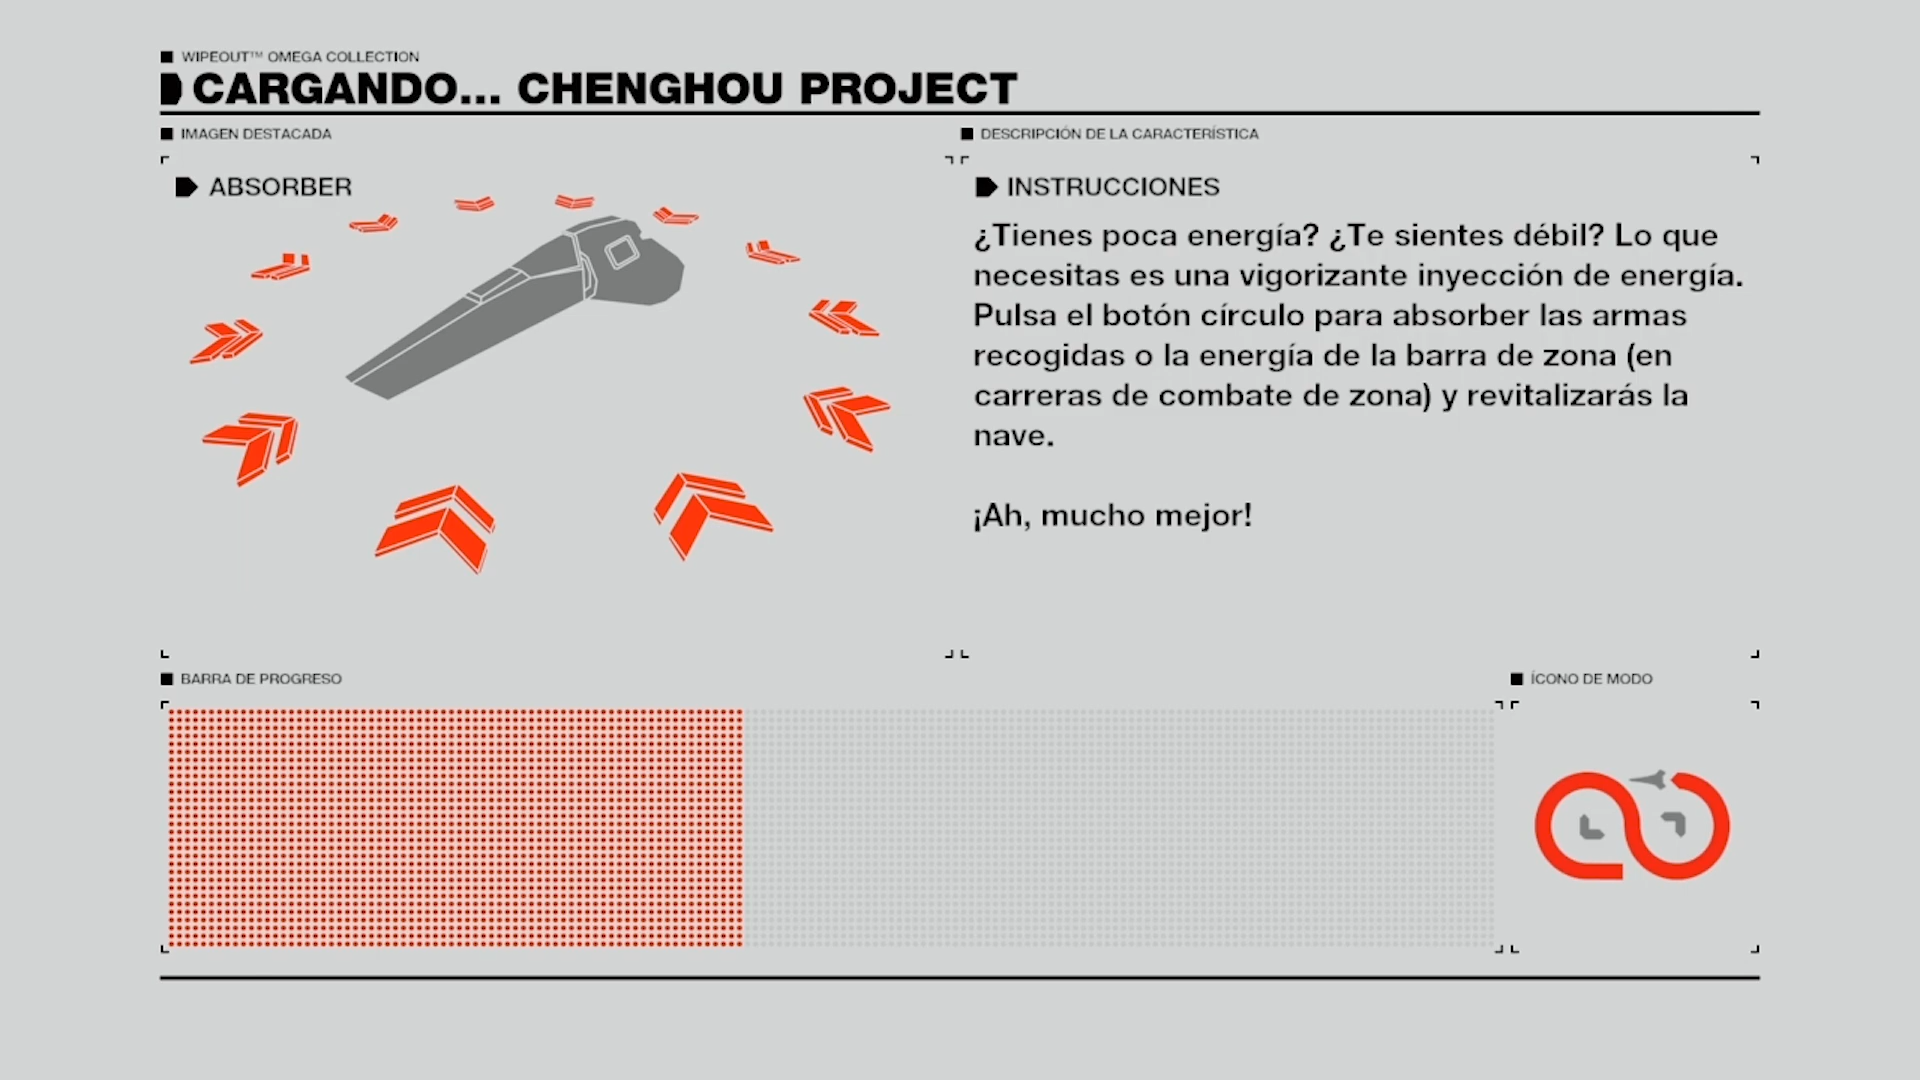 WIPEOUT™ OMEGA COLLECTION
CARGANDO... CHENGHOU PROJECT
IMAGEN DESTACADA
ABSORBER
DESCRIPCIÓN DE LA CARACTERÍSTICA
INSTRUCCIONES
¿Tienes poca energía? ¿Te sientes débil? Lo que
necesitas es una vigorizante inyección de energía.
Pulsa el botón círculo para absorber las armas
recogidas o la energía de la barra de zona (en
carreras de combate de zona) y revitalizarás la
nave.
¡Ah, mucho mejor!
BARRA DE PROGRESO
ÍCONO DE MODO